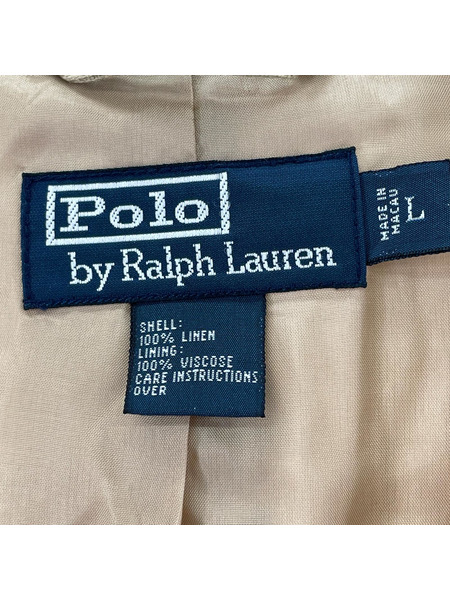 Polo
by Ralph Lauren
MADE IN
MACAU
L
SHELL:
100% LINEN
LINING:
100% VISCOSE
CARE INSTRUCTIONS
OVER